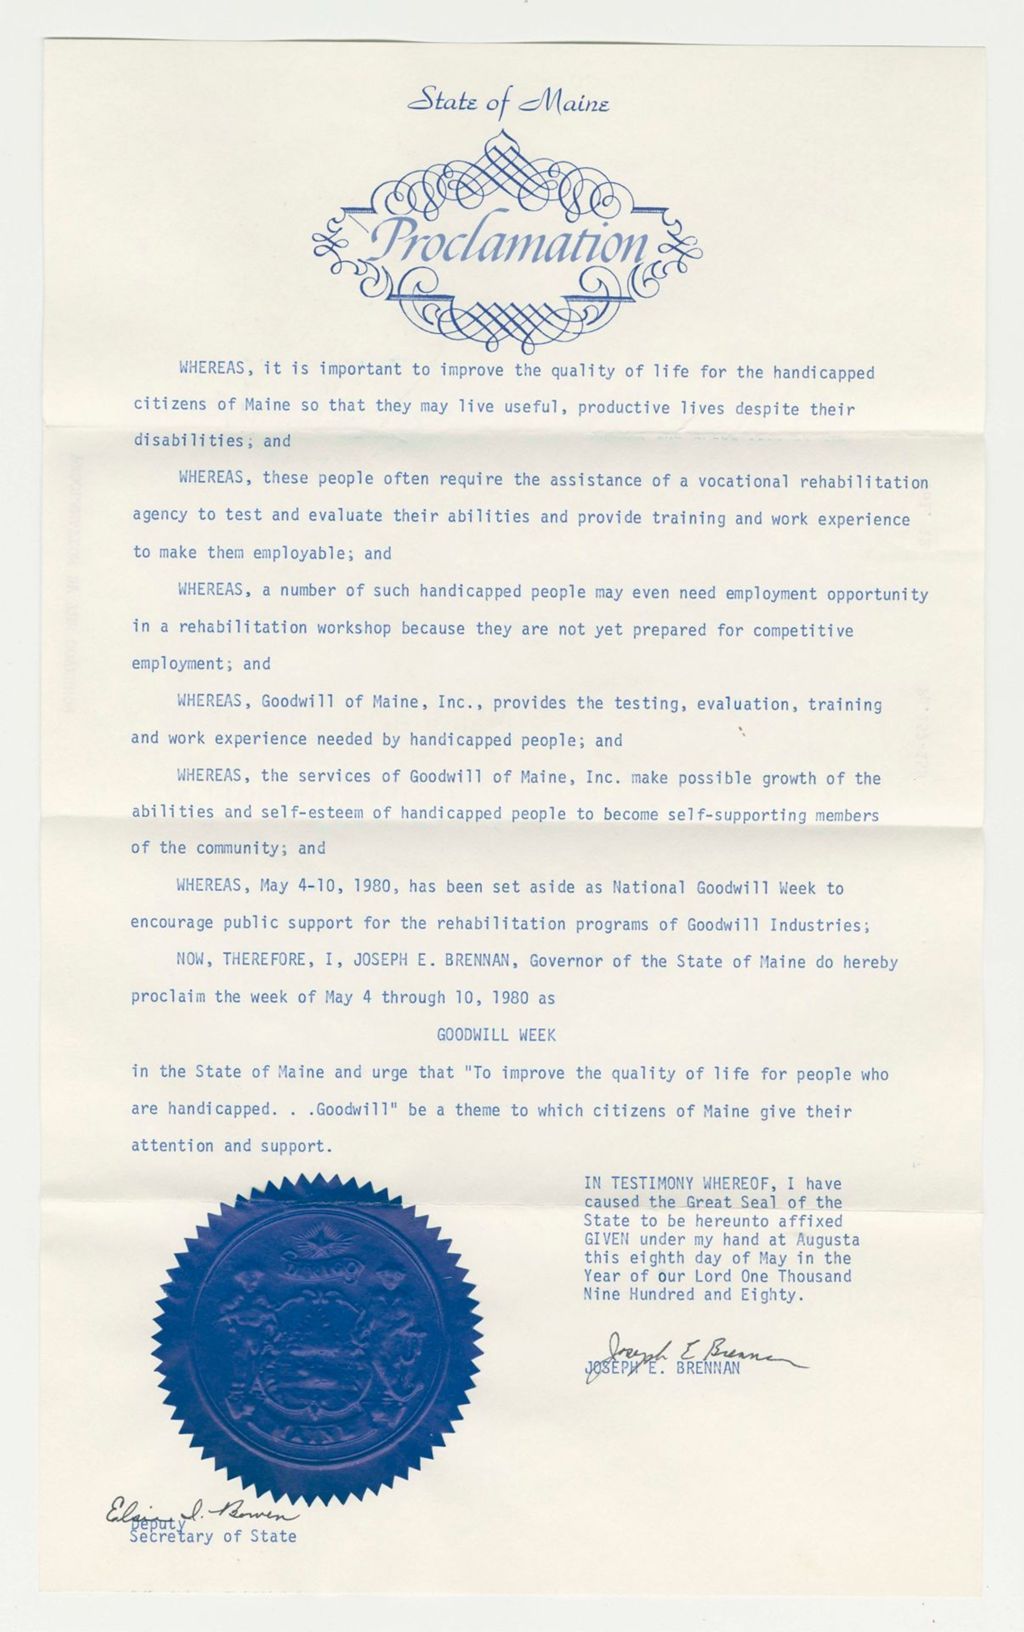 State of Maine
Proclamation
WHEREAS, it is important to improve the quality of life for the handicapped
citizens of Maine so that they may live useful, productive lives despite their
disabilities; and
WHEREAS, these people often require the assistance of a vocational rehabilitation
agency to test and evaluate their abilities and provide training and work experience
to make them employable; and
WHEREAS, a number of such handicapped people may even need employment opportunity
in a rehabilitation workshop because they are not yet prepared for competitive
employment; and
WHEREAS, Goodwill of Maine, Inc., provides the testing, evaluation, training
and work experience needed by handicapped people; and
WHEREAS, the services of Goodwill of Maine, Inc. make possible growth of the
abilities and self-esteem of handicapped people to become self-supporting members
of the community; and
WHEREAS, May 4-10, 1980, has been set aside as National Goodwill Week to
encourage public support for the rehabilitation programs of Goodwill Industries;
NOW, THEREFORE, I, JOSEPH E. BRENNAN, Governor of the State of Maine do hereby
proclaim the week of May 4 through 10, 1980 as
GOODWILL WEEK
in the State of Maine and urge that "To improve the quality of life for people who
are handicapped. . .Goodwill" be a theme to which citizens of Maine give their
attention and support.
IN TESTIMONY WHEREOF, I have
caused the Great Seal of the
State to be hereunto affixed
GIVEN under my hand at Augusta
this eighth day of May in the
Year of our Lord One Thousand
Nine Hundred and Eighty.
Joseph E Brennan
JOSEPH E. BRENNAN
I. Bowen
Deputy
Secretary of State